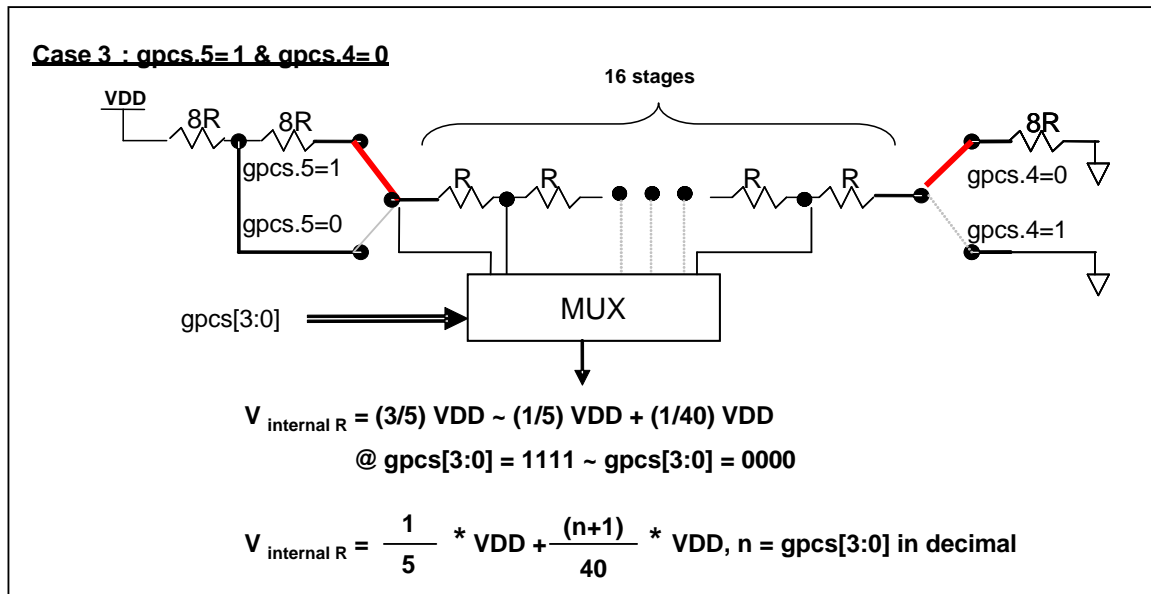 Case 3 : gpcs.5= 1 & gpcs.4= 0
16 stages
VDD
8R 8R 8R
gpcs.5=1
gpcs.4=0
R R R R
gpcs.5=0
gpcs.4=1
MUX
gpcs[3:0]
V internal R = (3/5) VDD ~ (1/5) VDD + (1/40) VDD
@ gpcs[3:0] = 1111 ~ gpcs[3:0] = 0000
V internal R = 1/5 * VDD + (n+1)/40 * VDD, n = gpcs[3:0] in decimal